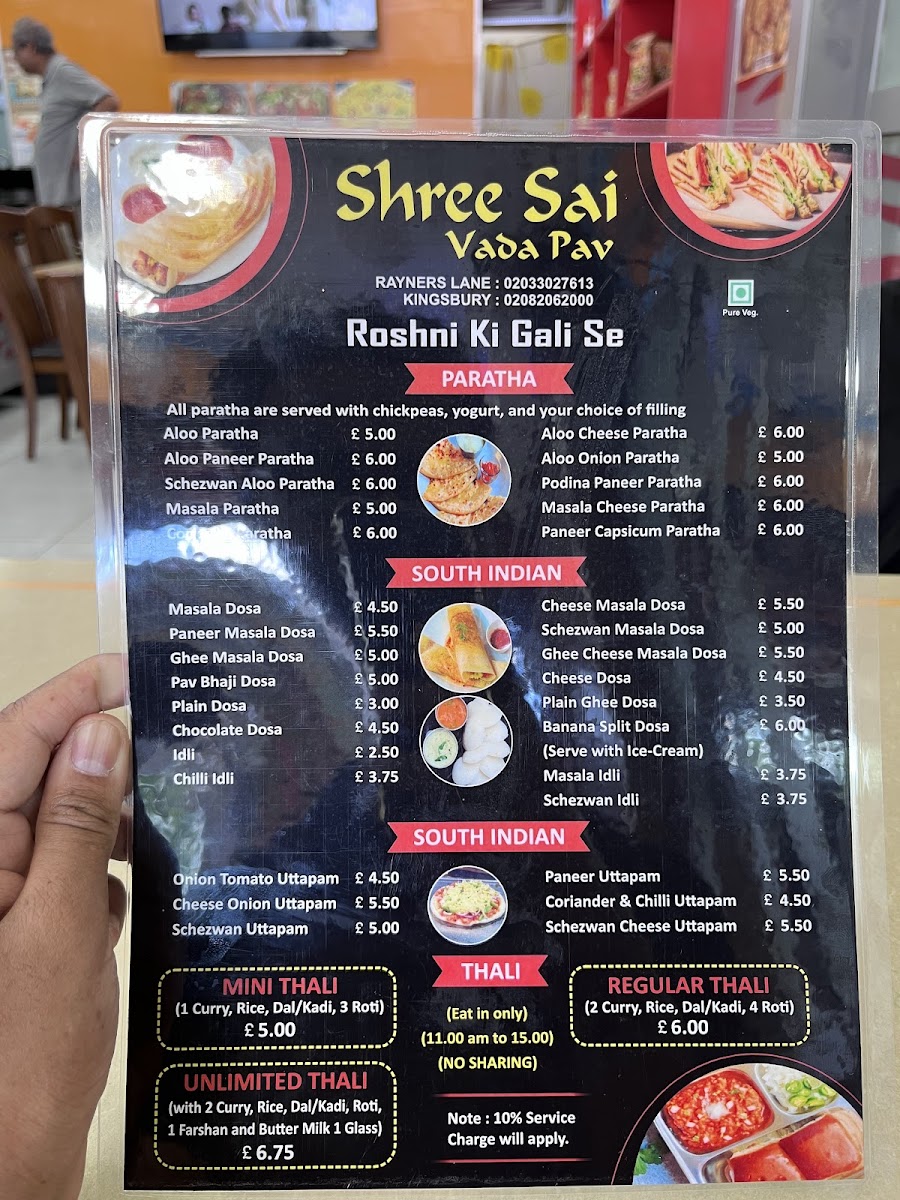 Shree Sai
Vada Pav
RAYNERS LANE : 02033027613
KINGSBURY : 02082062000
Pure Veg.
Roshni Ki Gali Se
PARATHA
All paratha are served with chickpeas, yogurt, and your choice of filling
Aloo Paratha £ 5.00
Aloo Paneer Paratha £ 6.00
Schezwan Aloo Paratha £ 6.00
Masala Paratha £ 5.00
Paratha £ 6.00
Aloo Cheese Paratha £ 6.00
Aloo Onion Paratha £ 5.00
Podina Paneer Paratha £ 6.00
Masala Cheese Paratha £ 6.00
Paneer Capsicum Paratha £ 6.00
SOUTH INDIAN
Masala Dosa £ 4.50
Paneer Masala Dosa £ 5.50
Ghee Masala Dosa £ 5.00
Pav Bhaji Dosa £ 5.00
Plain Dosa £ 3.00
Chocolate Dosa £ 4.50
Idli £ 2.50
Chilli Idli £ 3.75
Cheese Masala Dosa £ 5.50
Schezwan Masala Dosa £ 5.00
Ghee Cheese Masala Dosa £ 5.50
Cheese Dosa £ 4.50
Plain Ghee Dosa £ 3.50
Banana Split Dosa £ 6.00
(Serve with Ice-Cream)
Masala Idli £ 3.75
Schezwan Idli £ 3.75
SOUTH INDIAN
Onion Tomato Uttapam £ 4.50
Cheese Onion Uttapam £ 5.50
Schezwan Uttapam £ 5.00
Paneer Uttapam £ 5.50
Coriander & Chilli Uttapam £ 4.50
Schezwan Cheese Uttapam £ 5.50
THALI
(Eat in only)
(11.00 am to 15.00)
(NO SHARING)
MINI THALI
(1 Curry, Rice, Dal/Kadi, 3 Roti)
£ 5.00
REGULAR THALI
(2 Curry, Rice, Dal/Kadi, 4 Roti)
£ 6.00
UNLIMITED THALI
(with 2 Curry, Rice, Dal/Kadi, Roti,
1 Farshan and Butter Milk 1 Glass)
£ 6.75
Note : 10% Service
Charge will apply.